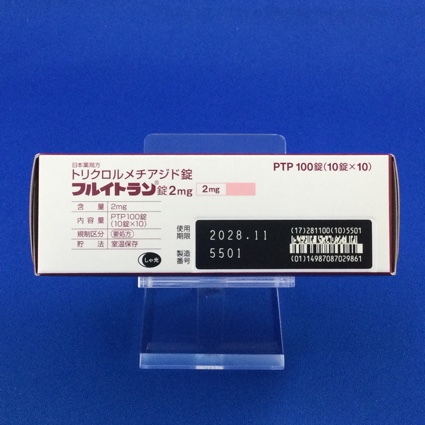 日本薬局方
トリクロルメチアジド錠
フルイトラン®錠2mg 2mg
PTP 100錠(10錠×10)
含量 2mg
内容量 PTP100錠
(10錠×10)
規制区分 要処方
貯法 室温保存
しゃ光
使用期限 2028.11
製造番号 5501
(17)281100(10)5501
(01)14987087029861